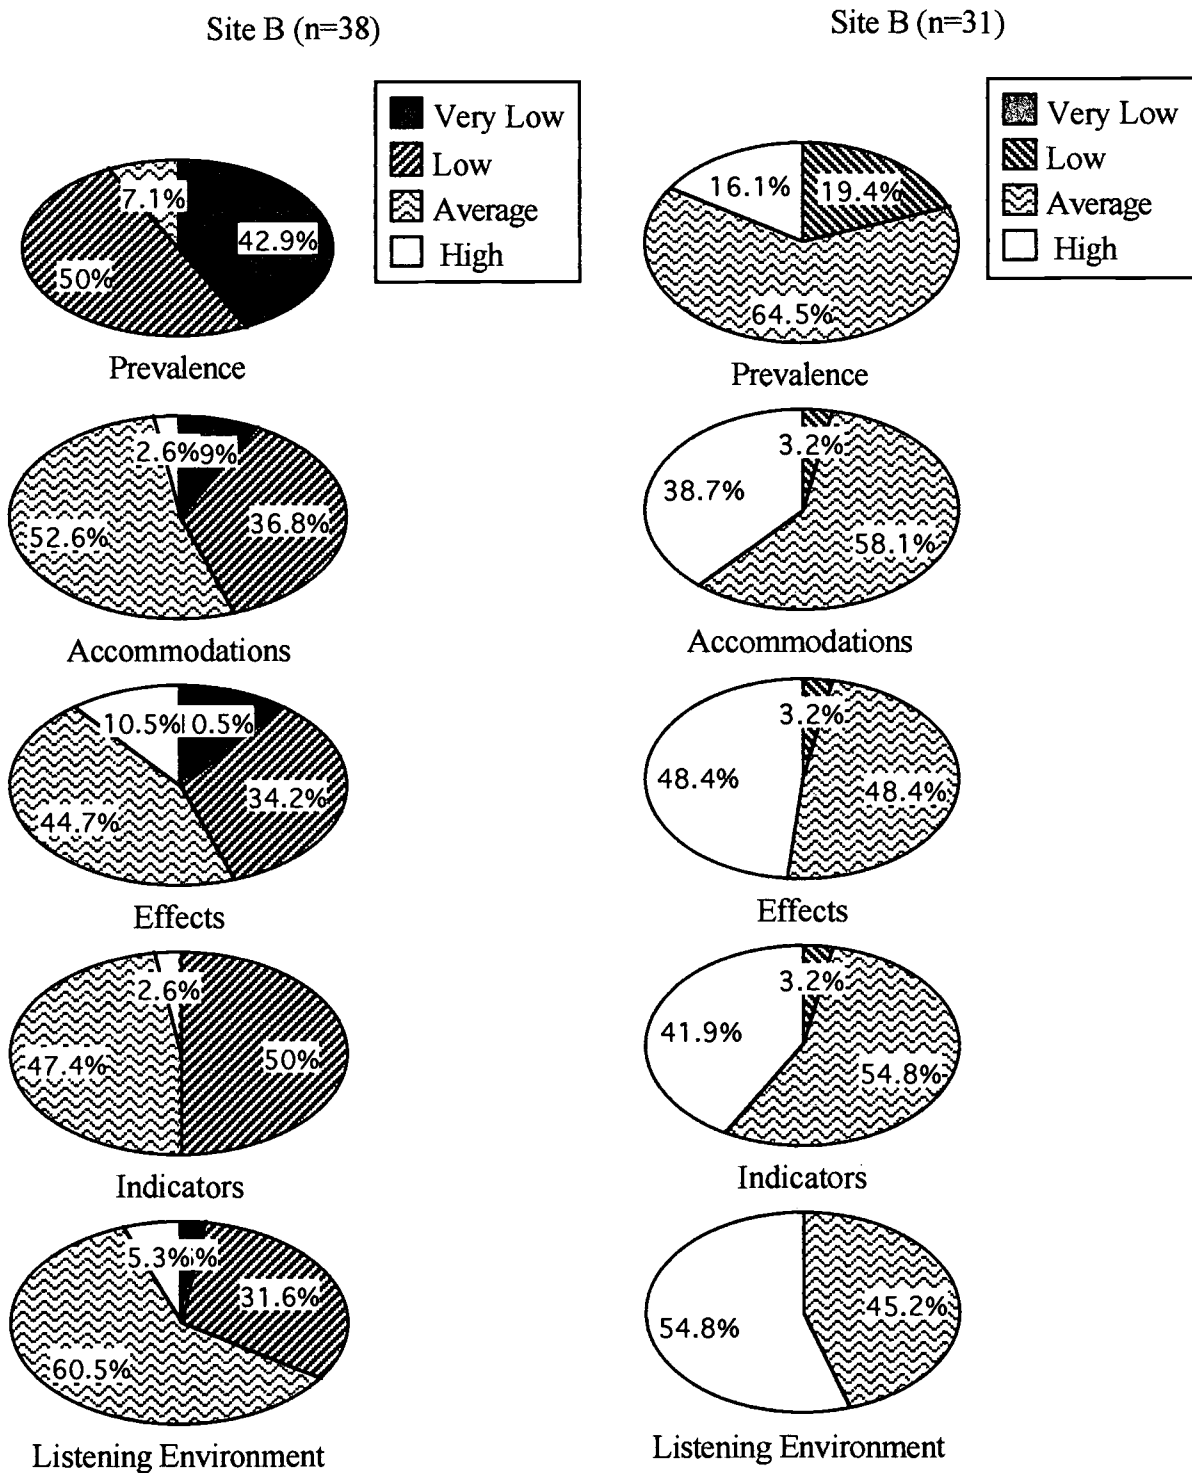 Site B (n=38)
Very Low
Low
Average
High
7.1%
42.9%
50%
Prevalence
2.6%
9%
36.8%
52.6%
Accommodations
10.5%
0.5%
34.2%
44.7%
Effects
2.6%
47.4%
50%
Indicators
5.3%
%
31.6%
60.5%
Listening Environment
Site B (n=31)
Very Low
Low
Average
High
16.1%
19.4%
64.5%
Prevalence
3.2%
38.7%
58.1%
Accommodations
3.2%
48.4%
48.4%
Effects
3.2%
41.9%
54.8%
Indicators
45.2%
54.8%
Listening Environment